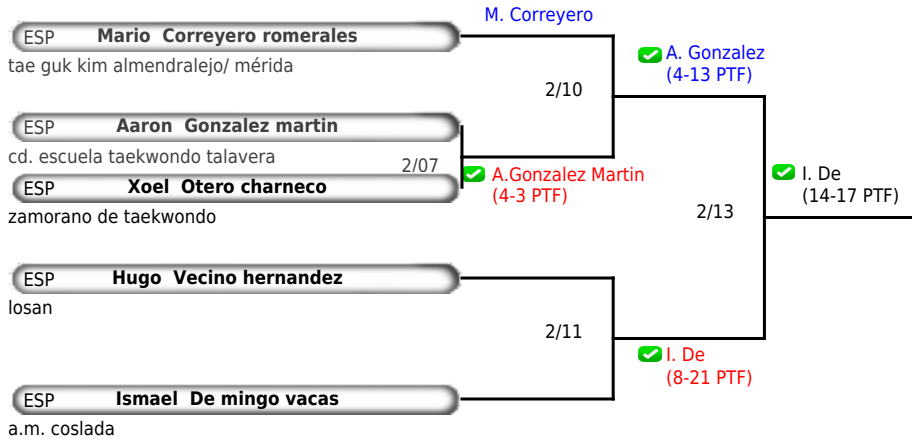 M. Correyero
ESP Mario Correyero romerales
tae guk kim almendralejo/ mérida
A. Gonzalez
(4-13 PTF)
2/10
ESP Aaron Gonzalez martin
cd. escuela taekwondo talavera
2/07
A.Gonzalez Martin
(4-3 PTF)
ESP Xoel Otero charneco
zamorano de taekwondo
I. De
(14-17 PTF)
2/13
ESP Hugo Vecino hernandez
losan
2/11
I. De
(8-21 PTF)
ESP Ismael De mingo vacas
a.m. coslada